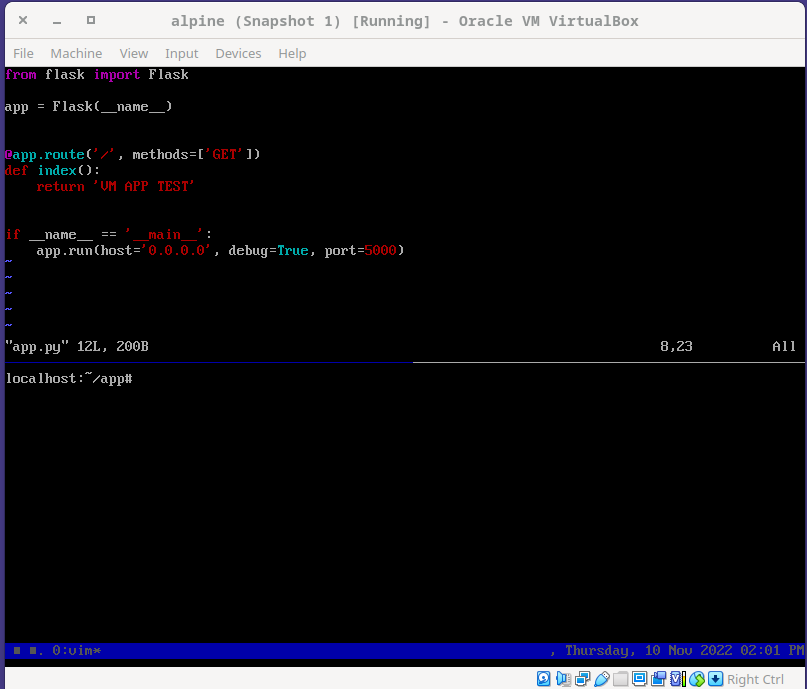 alpine (Snapshot 1) [Running] - Oracle VM VirtualBox
File Machine View Input Devices Help
from flask import Flask
app = Flask(__name__)
@app.route('/', methods=['GET'])
def index():
    return 'VM APP TEST'
if __name__ == '__main__':
    app.run(host='0.0.0.0', debug=True, port=5000)
~
~
~
~
~
"app.py" 12L, 200B 8,23 All
localhost:~/app#
■ ■. 0:vim* , Thursday, 10 Nov 2022 02:01 PM
Right Ctrl